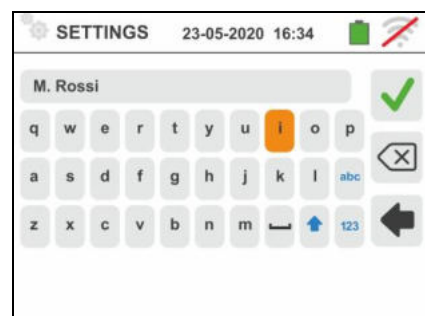 SETTINGS 23-05-2020 16:34
M. Rossi
q w e r t y u i o p
a s d f g h j k l abc
z x c v b n m 123